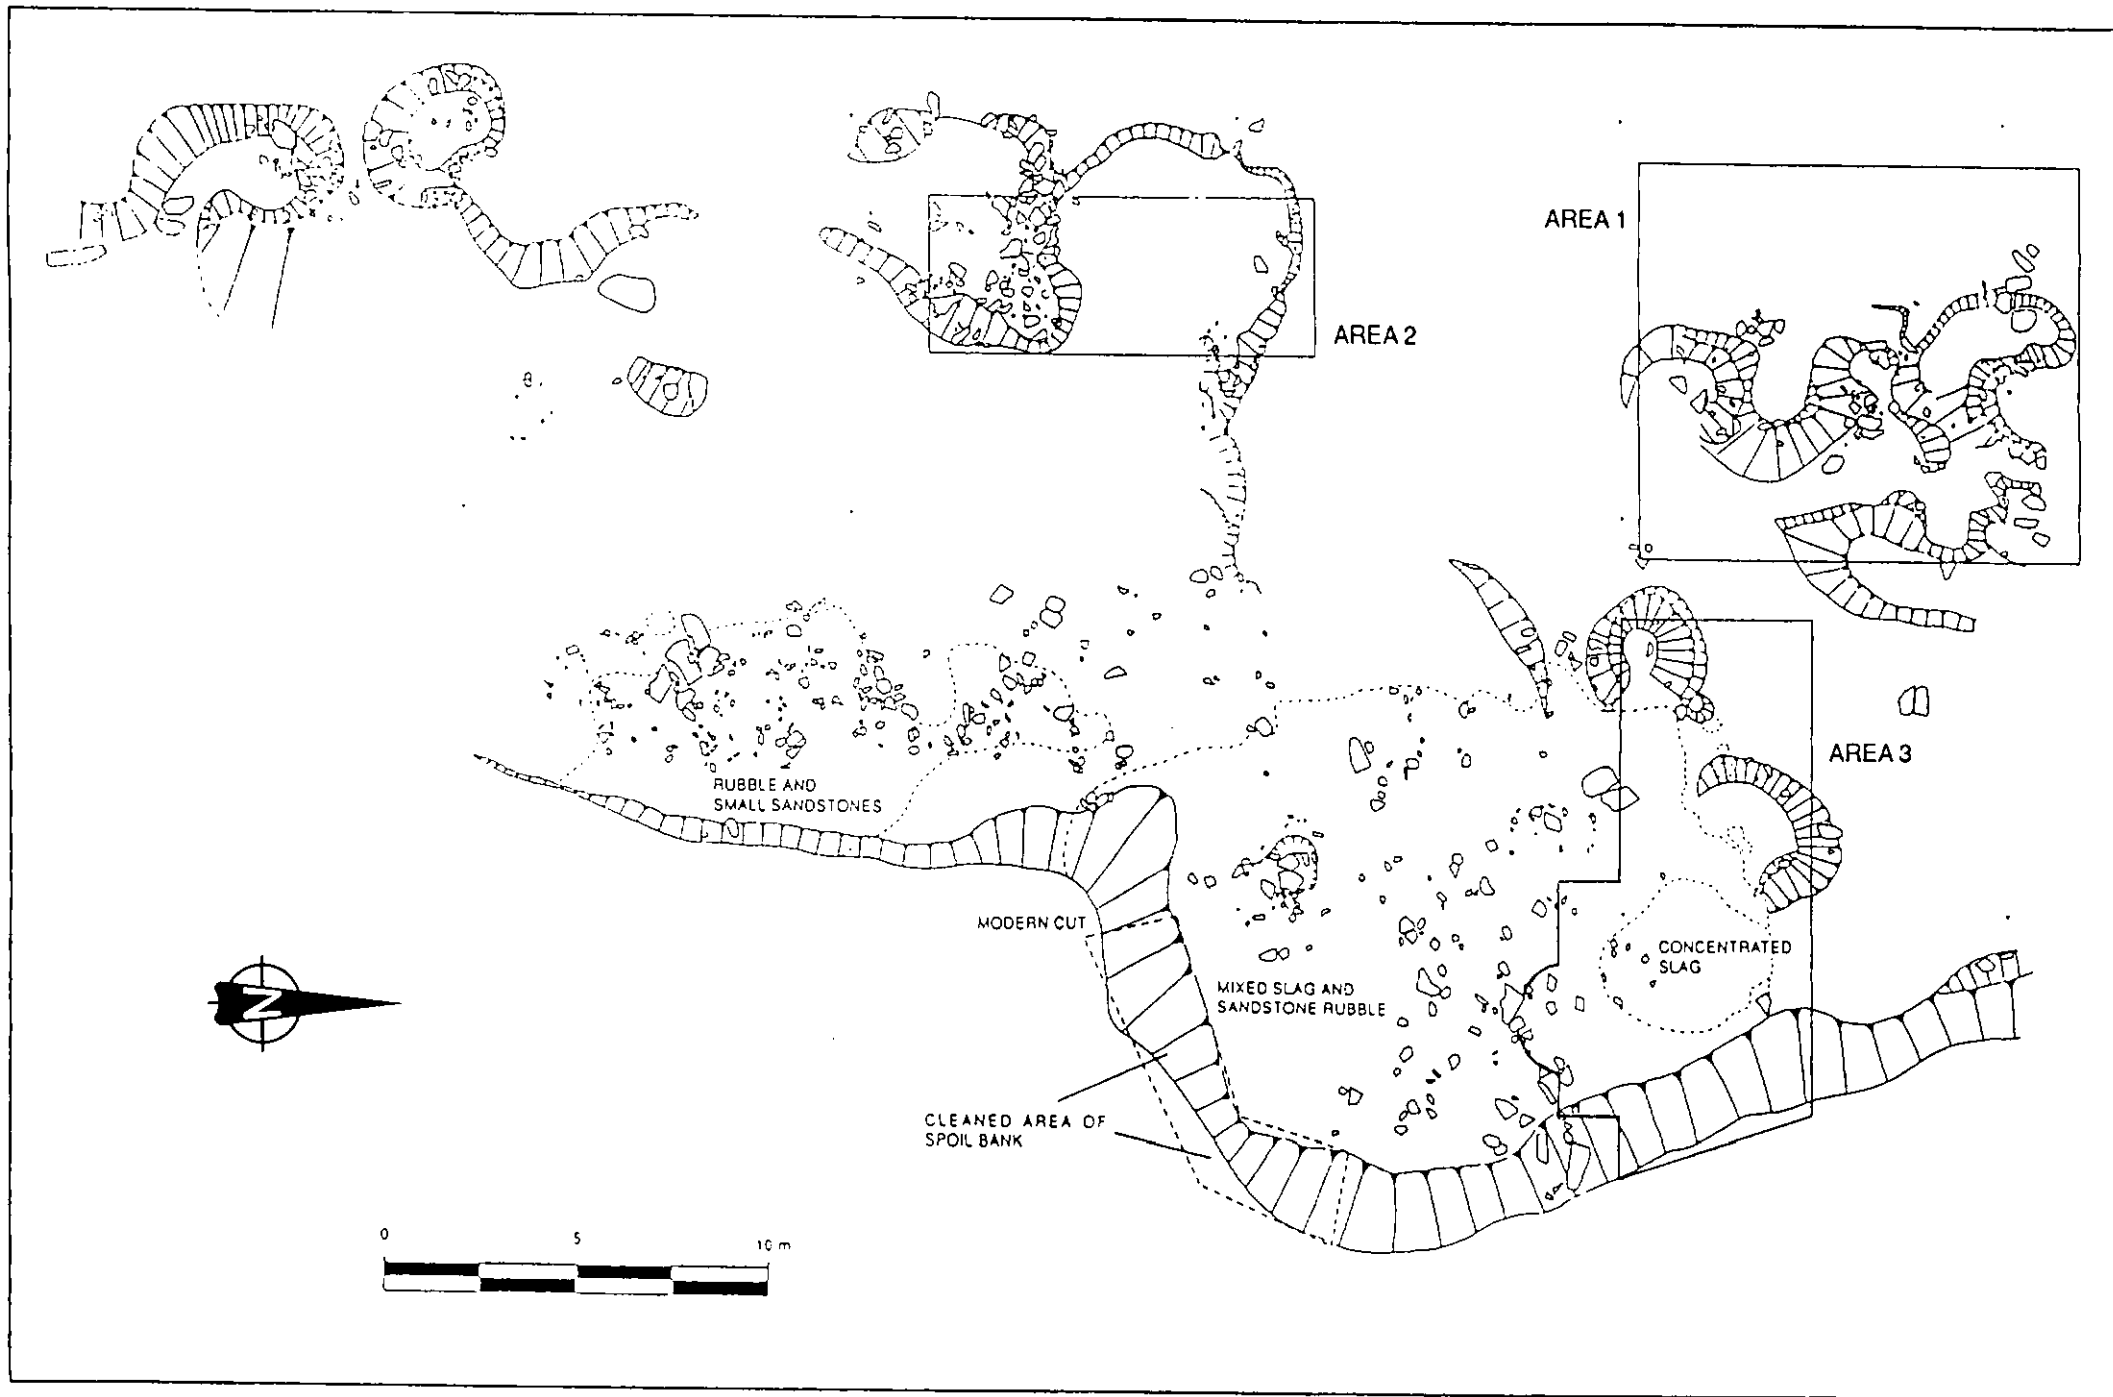 AREA 1
AREA 2
AREA 3
RUBBLE AND
SMALL SANDSTONES
MODERN CUT
CONCENTRATED
SLAG
MIXED SLAG AND
SANDSTONE RUBBLE
N
CLEANED AREA OF
SPOIL BANK
0 5 10 m